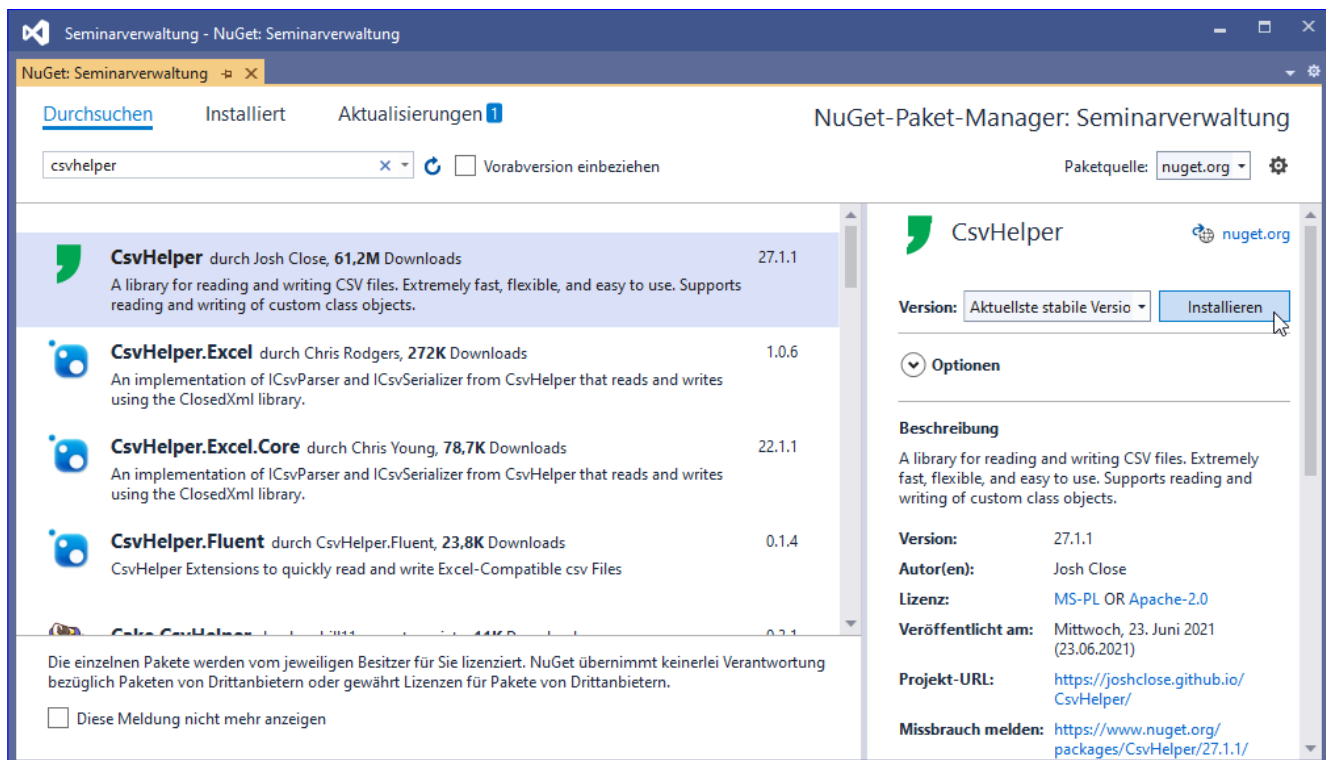 Seminarverwaltung - NuGet: Seminarverwaltung
NuGet: Seminarverwaltung
Durchsuchen Installiert Aktualisierungen 1
NuGet-Paket-Manager: Seminarverwaltung
csvhelper
Vorabversion einbeziehen
Paketquelle: nuget.org
CsvHelper durch Josh Close, 61,2M Downloads 27.1.1
A library for reading and writing CSV files. Extremely fast, flexible, and easy to use. Supports
reading and writing of custom class objects.
CsvHelper.Excel durch Chris Rodgers, 272K Downloads 1.0.6
An implementation of ICsvParser and ICsvSerializer from CsvHelper that reads and writes
using the ClosedXml library.
CsvHelper.Excel.Core durch Chris Young, 78,7K Downloads 22.1.1
An implementation of ICsvParser and ICsvSerializer from CsvHelper that reads and writes
using the ClosedXml library.
CsvHelper.Fluent durch CsvHelper.Fluent, 23,8K Downloads 0.1.4
CsvHelper Extensions to quickly read and write Excel-Compatible csv Files
Cake.CsvHelper
Die einzelnen Pakete werden vom jeweiligen Besitzer für Sie lizenziert. NuGet übernimmt keinerlei Verantwortung
bezüglich Paketen von Drittanbietern oder gewährt Lizenzen für Pakete von Drittanbietern.
Diese Meldung nicht mehr anzeigen
CsvHelper nuget.org
Version: Aktuellste stabile Versio Installieren
Optionen
Beschreibung
A library for reading and writing CSV files. Extremely
fast, flexible, and easy to use. Supports reading and
writing of custom class objects.
Version: 27.1.1
Autor(en): Josh Close
Lizenz: MS-PL OR Apache-2.0
Veröffentlicht am: Mittwoch, 23. Juni 2021
(23.06.2021)
Projekt-URL: https://joshclose.github.io/
CsvHelper/
Missbrauch melden: https://www.nuget.org/
packages/CsvHelper/27.1.1/